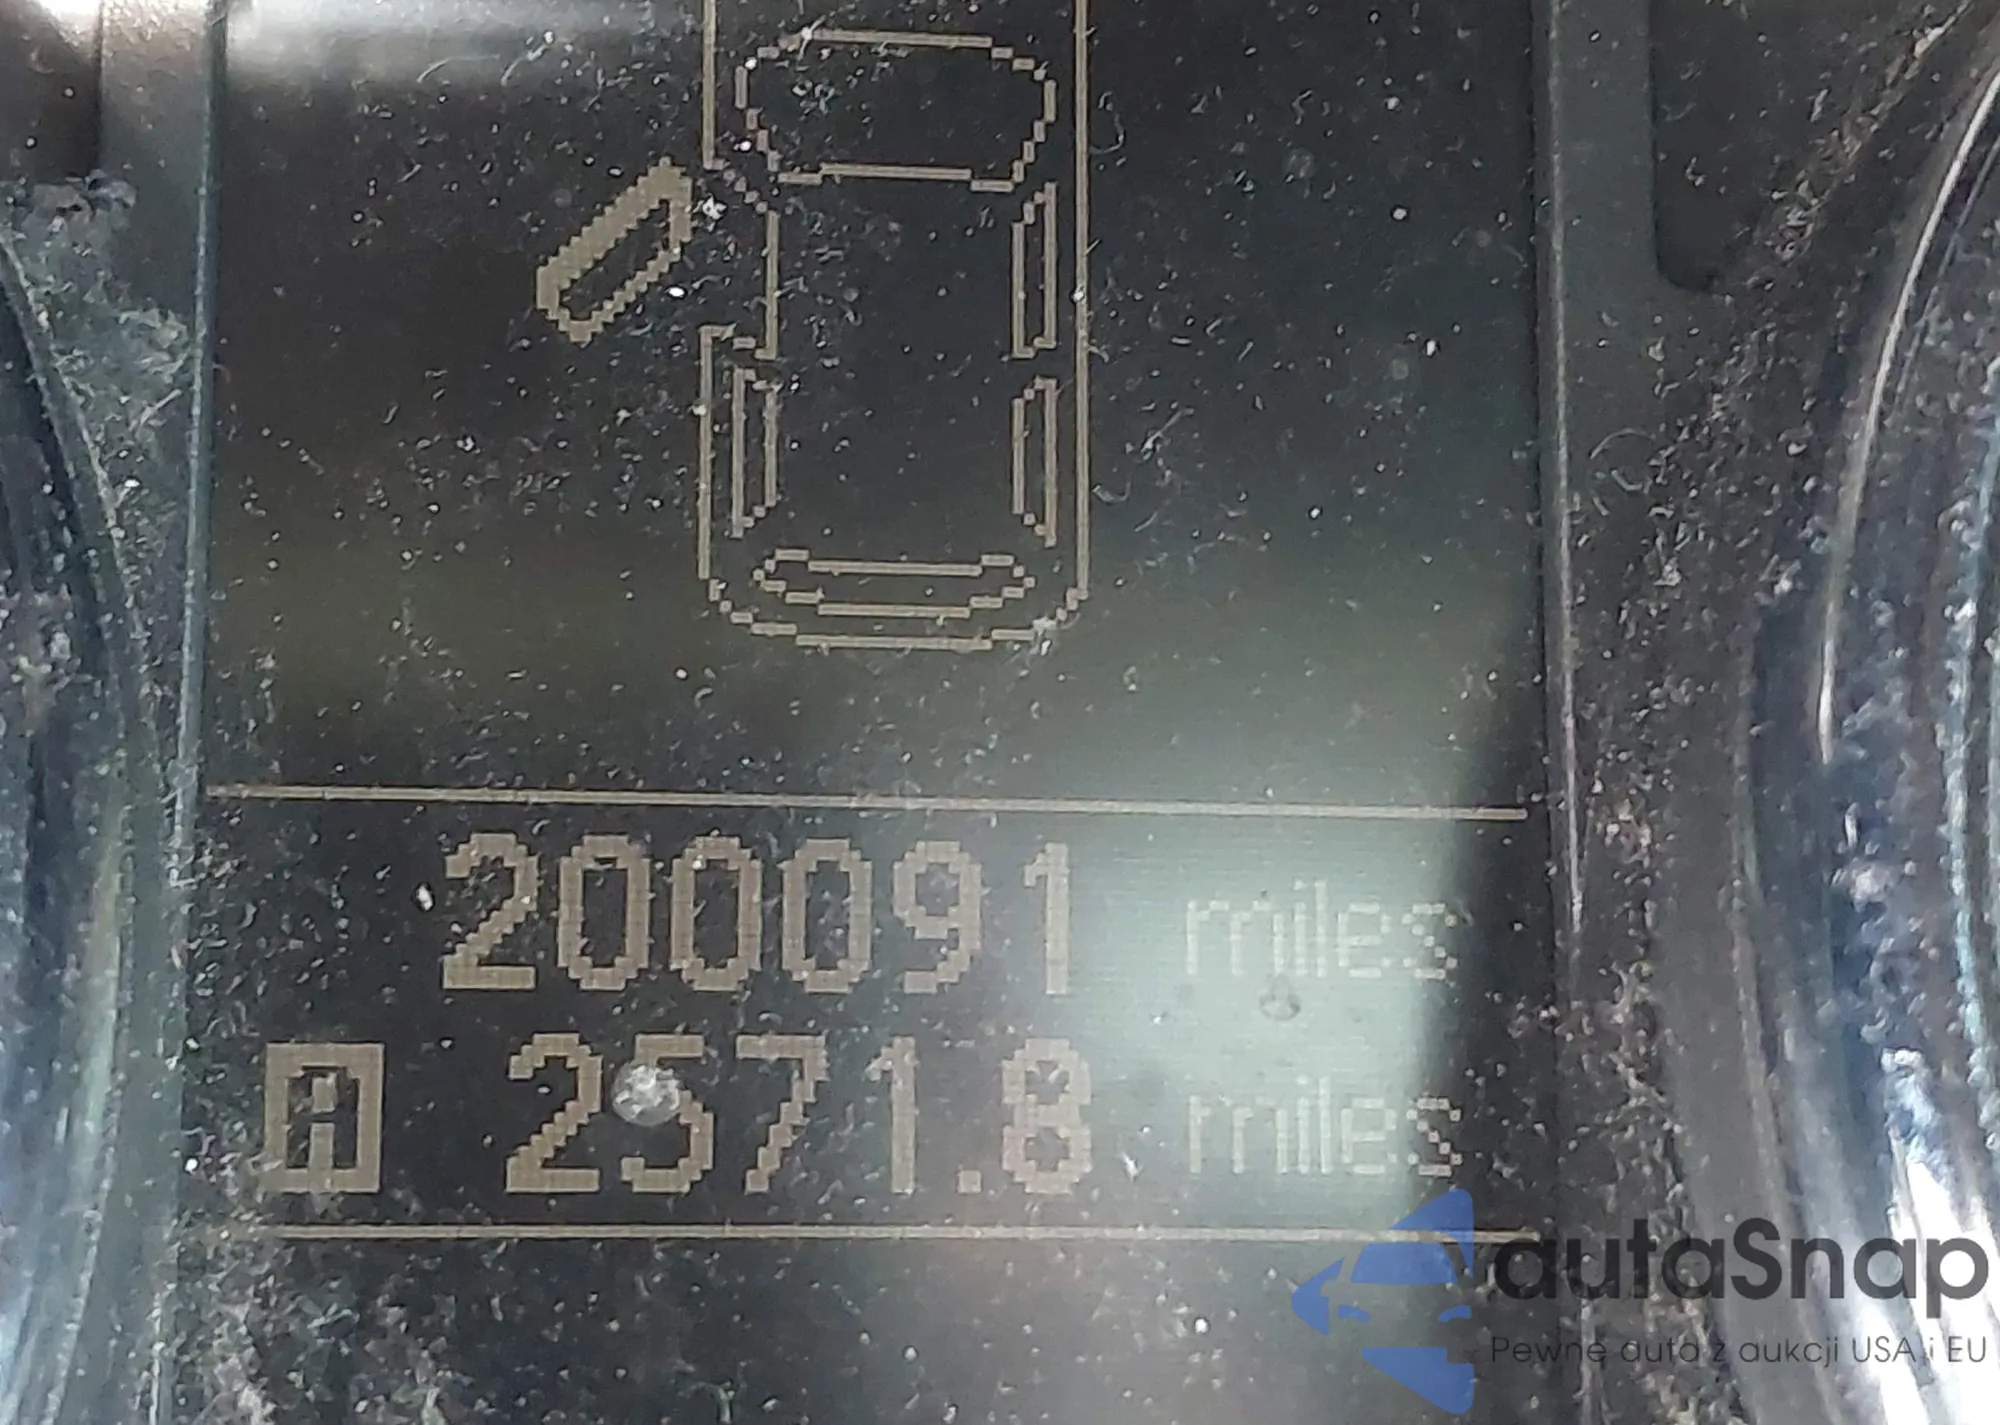 200091 miles
2571.8 miles
autaSnap
Pewne auta z aukcji USA i EU